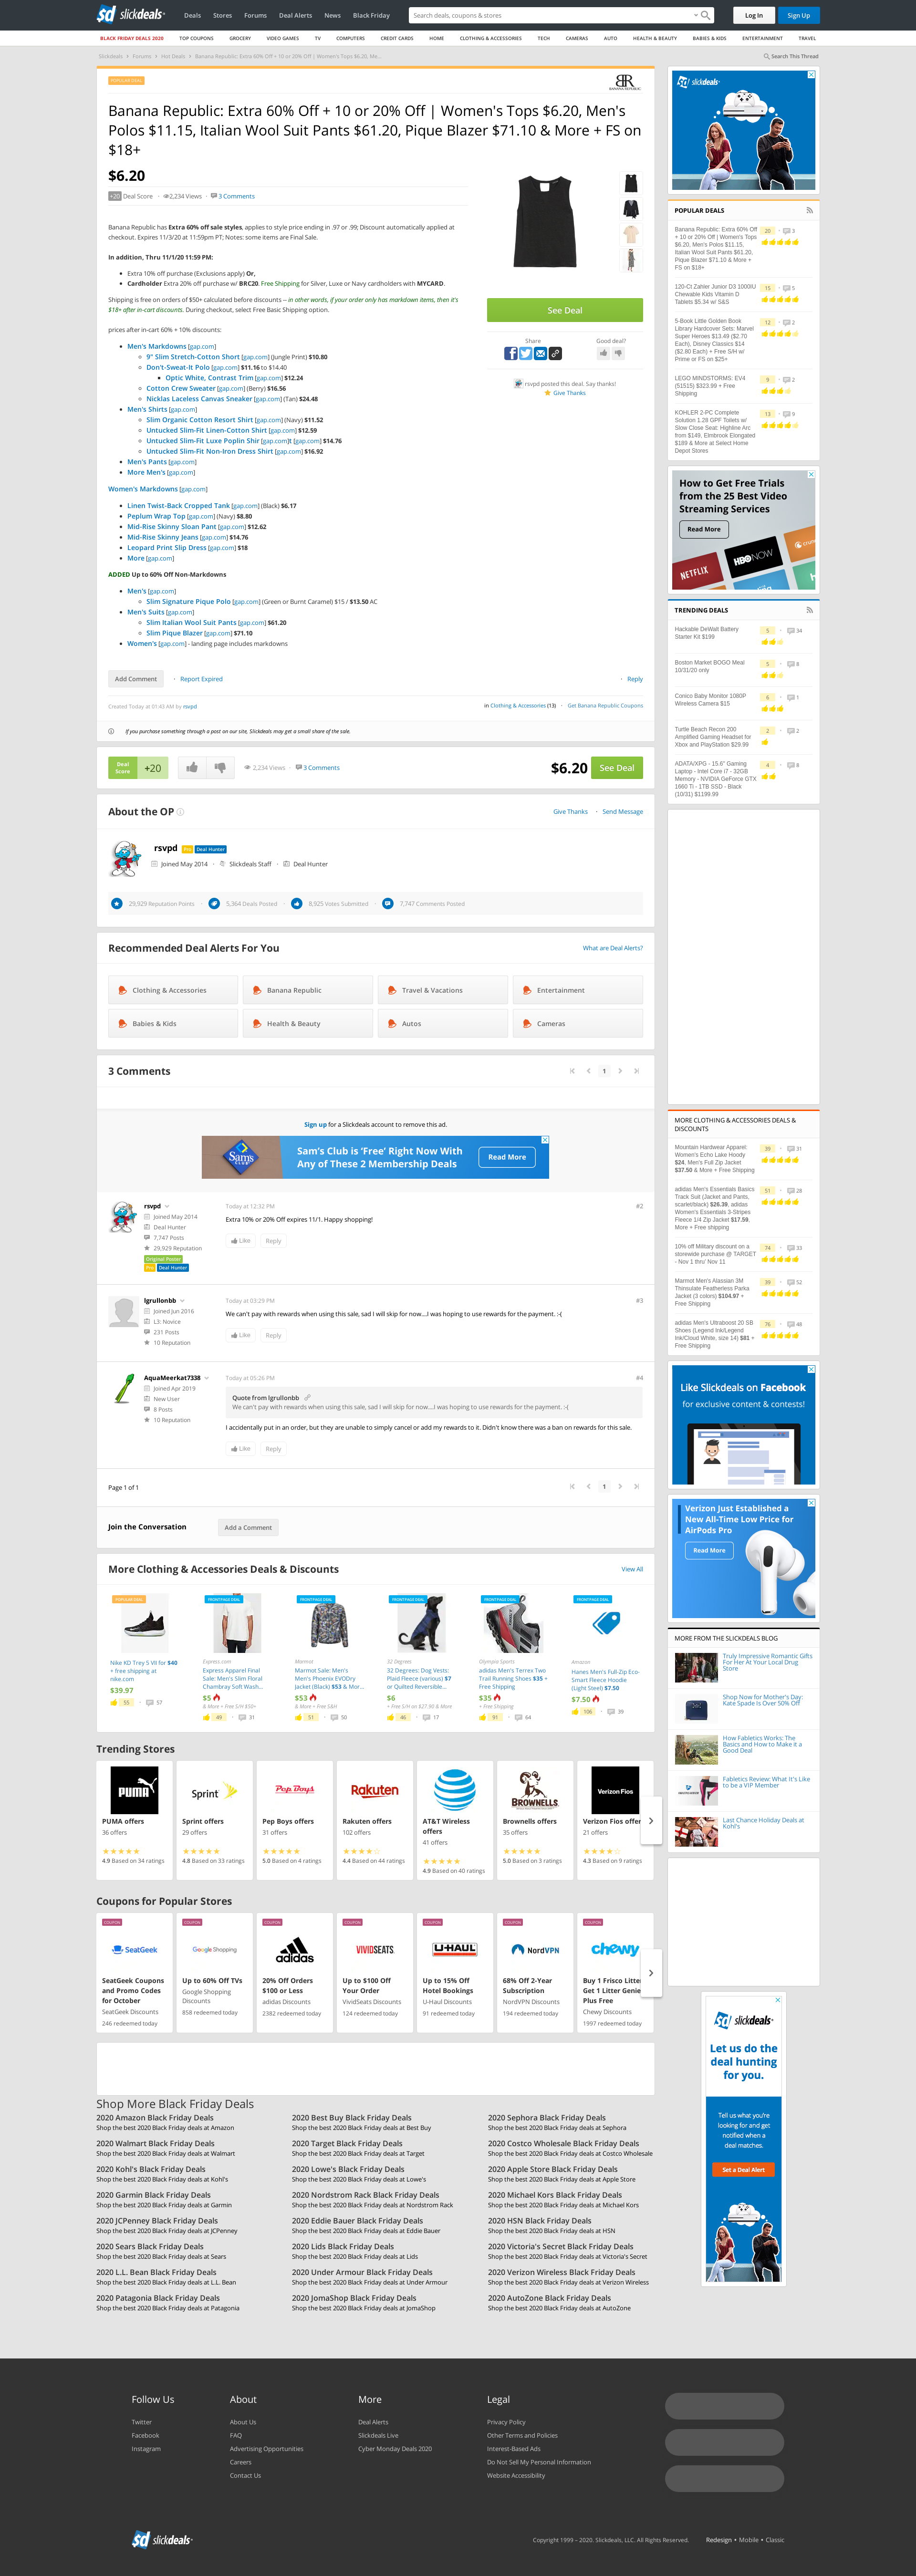 slickdeals
Deals
Stores
Forums
Deal Alerts
News
Black Friday
Search deals, coupons & stores
Log In
Sign Up
BLACK FRIDAY DEALS 2020
TOP COUPONS
GROCERY
VIDEO GAMES
TV
COMPUTERS
CREDIT CARDS
HOME
CLOTHING & ACCESSORIES
TECH
CAMERAS
AUTO
HEALTH & BEAUTY
BABIES & KIDS
ENTERTAINMENT
TRAVEL
Slickdeals › Forums › Hot Deals › Banana Republic: Extra 60% Off + 10 or 20% Off | Women's Tops $6.20, Me...
Search This Thread
POPULAR DEAL
BANANA REPUBLIC
Banana Republic: Extra 60% Off + 10 or 20% Off | Women's Tops $6.20, Men's
Polos $11.15, Italian Wool Suit Pants $61.20, Pique Blazer $71.10 & More + FS on
$18+
$6.20
+20 Deal Score · 2,234 Views · 3 Comments
Banana Republic has Extra 60% off sale styles, applies to style price ending in .97 or .99; Discount automatically applied at
checkout. Expires 11/3/20 at 11:59pm PT; Notes: some items are Final Sale.
In addition, Thru 11/1/20 11:59 PM:
Extra 10% off purchase (Exclusions apply) Or,
Cardholder Extra 20% off purchase w/ BRC20. Free Shipping for Silver, Luxe or Navy cardholders with MYCARD.
Shipping is free on orders of $50+ calculated before discounts -- in other words, if your order only has markdown items, then it's
$18+ after in-cart discounts. During checkout, select Free Basic Shipping option.
prices after in-cart 60% + 10% discounts:
Men's Markdowns [gap.com]
9" Slim Stretch-Cotton Short [gap.com] (Jungle Print) $10.80
Don't-Sweat-It Polo [gap.com] $11.16 to $14.40
Optic White, Contrast Trim [gap.com] $12.24
Cotton Crew Sweater [gap.com] (Berry) $16.56
Nicklas Laceless Canvas Sneaker [gap.com] (Tan) $24.48
Men's Shirts [gap.com]
Slim Organic Cotton Resort Shirt [gap.com] (Navy) $11.52
Untucked Slim-Fit Linen-Cotton Shirt [gap.com] $12.59
Untucked Slim-Fit Luxe Poplin Shir [gap.com]t [gap.com] $14.76
Untucked Slim-Fit Non-Iron Dress Shirt [gap.com] $16.92
Men's Pants [gap.com]
More Men's [gap.com]
Women's Markdowns [gap.com]
Linen Twist-Back Cropped Tank [gap.com] (Black) $6.17
Peplum Wrap Top [gap.com] (Navy) $8.80
Mid-Rise Skinny Sloan Pant [gap.com] $12.62
Mid-Rise Skinny Jeans [gap.com] $14.76
Leopard Print Slip Dress [gap.com] $18
More [gap.com]
ADDED Up to 60% Off Non-Markdowns
Men's [gap.com]
Slim Signature Pique Polo [gap.com] (Green or Burnt Caramel) $15 / $13.50 AC
Men's Suits [gap.com]
Slim Italian Wool Suit Pants [gap.com] $61.20
Slim Pique Blazer [gap.com] $71.10
Women's [gap.com] - landing page includes markdowns
See Deal
Share
Good deal?
rsvpd posted this deal. Say thanks!
Give Thanks
Add Comment · Report Expired · Reply
Created Today at 01:43 AM by rsvpd
in Clothing & Accessories (13) · Get Banana Republic Coupons
If you purchase something through a post on our site, Slickdeals may get a small share of the sale.
Deal Score +20
2,234 Views · 3 Comments
$6.20 See Deal
About the OP
Give Thanks · Send Message
rsvpd Pro Deal Hunter
Joined May 2014 · Slickdeals Staff · Deal Hunter
29,929 Reputation Points · 5,364 Deals Posted · 8,925 Votes Submitted · 7,747 Comments Posted
Recommended Deal Alerts For You
What are Deal Alerts?
Clothing & Accessories
Banana Republic
Travel & Vacations
Entertainment
Babies & Kids
Health & Beauty
Autos
Cameras
3 Comments
1
Sign up for a Slickdeals account to remove this ad.
Sam's Club
Sam's Club is 'Free' Right Now With
Any of These 2 Membership Deals
Read More
rsvpd
Joined May 2014
Deal Hunter
7,747 Posts
29,929 Reputation
Original Poster
Pro Deal Hunter
Today at 12:32 PM
#2
Extra 10% or 20% Off expires 11/1. Happy shopping!
Like Reply
lgrullonbb
Joined Jun 2016
L3: Novice
231 Posts
10 Reputation
Today at 03:29 PM
#3
We can't pay with rewards when using this sale, sad I will skip for now....I was hoping to use rewards for the payment. :-(
Like Reply
AquaMeerkat7338
Joined Apr 2019
New User
8 Posts
10 Reputation
Today at 05:26 PM
#4
Quote from lgrullonbb
We can't pay with rewards when using this sale, sad I will skip for now....I was hoping to use rewards for the payment. :-(
I accidentally put in an order, but they are unable to simply cancel or add my rewards to it. Didn't know there was a ban on rewards for this sale.
Like Reply
Page 1 of 1
1
Join the Conversation
Add a Comment
More Clothing & Accessories Deals & Discounts
View All
POPULAR DEAL
Nike KD Trey 5 VII for $40
+ free shipping at
nike.com
$39.97
55 · 57
FRONTPAGE DEAL
Express.com
Express Apparel Final
Sale: Men's Slim Floral
Chambray Soft Wash...
$5
& More + Free S/H $50+
49 · 31
FRONTPAGE DEAL
Marmot
Marmot Sale: Men's
Men's Phoenix EVODry
Jacket (Black) $53 & Mor...
$53
& More + Free S&H
51 · 50
FRONTPAGE DEAL
32 Degrees
32 Degrees: Dog Vests:
Plaid Fleece (various) $7
or Quilted Reversible...
$6
+ Free S/H on $27.90 & More
46 · 17
FRONTPAGE DEAL
Olympia Sports
adidas Men's Terrex Two
Trail Running Shoes $35 +
Free Shipping
$35
+ Free Shipping
91 · 64
FRONTPAGE DEAL
Amazon
Hanes Men's Full-Zip Eco-
Smart Fleece Hoodie
(Light Steel) $7.50
$7.50
106 · 39
Trending Stores
PUMA
PUMA offers
36 offers
4.9 Based on 34 ratings
Sprint
Sprint offers
29 offers
4.8 Based on 33 ratings
Pep Boys
Pep Boys offers
31 offers
5.0 Based on 4 ratings
Rakuten
Rakuten offers
102 offers
4.4 Based on 44 ratings
AT&T Wireless
offers
41 offers
4.9 Based on 40 ratings
BROWNELLS
Brownells offers
35 offers
5.0 Based on 3 ratings
Verizon Fios
Verizon Fios offers
21 offers
4.3 Based on 9 ratings
Coupons for Popular Stores
COUPON
SeatGeek
SeatGeek Coupons
and Promo Codes
for October
SeatGeek Discounts
246 redeemed today
COUPON
Google Shopping
Up to 60% Off TVs
Google Shopping
Discounts
858 redeemed today
COUPON
adidas
20% Off Orders
$100 or Less
adidas Discounts
2382 redeemed today
COUPON
VIVIDSEATS
Up to $100 Off
Your Order
VividSeats Discounts
124 redeemed today
COUPON
U-HAUL
Up to 15% Off
Hotel Bookings
U-Haul Discounts
91 redeemed today
COUPON
NordVPN
68% Off 2-Year
Subscription
NordVPN Discounts
194 redeemed today
COUPON
chewy
Buy 1 Frisco Litter
Get 1 Litter Genie
Plus Free
Chewy Discounts
1997 redeemed today
Shop More Black Friday Deals
2020 Amazon Black Friday Deals
Shop the best 2020 Black Friday deals at Amazon
2020 Best Buy Black Friday Deals
Shop the best 2020 Black Friday deals at Best Buy
2020 Sephora Black Friday Deals
Shop the best 2020 Black Friday deals at Sephora
2020 Walmart Black Friday Deals
Shop the best 2020 Black Friday deals at Walmart
2020 Target Black Friday Deals
Shop the best 2020 Black Friday deals at Target
2020 Costco Wholesale Black Friday Deals
Shop the best 2020 Black Friday deals at Costco Wholesale
2020 Kohl's Black Friday Deals
Shop the best 2020 Black Friday deals at Kohl's
2020 Lowe's Black Friday Deals
Shop the best 2020 Black Friday deals at Lowe's
2020 Apple Store Black Friday Deals
Shop the best 2020 Black Friday deals at Apple Store
2020 Garmin Black Friday Deals
Shop the best 2020 Black Friday deals at Garmin
2020 Nordstrom Rack Black Friday Deals
Shop the best 2020 Black Friday deals at Nordstrom Rack
2020 Michael Kors Black Friday Deals
Shop the best 2020 Black Friday deals at Michael Kors
2020 JCPenney Black Friday Deals
Shop the best 2020 Black Friday deals at JCPenney
2020 Eddie Bauer Black Friday Deals
Shop the best 2020 Black Friday deals at Eddie Bauer
2020 HSN Black Friday Deals
Shop the best 2020 Black Friday deals at HSN
2020 Sears Black Friday Deals
Shop the best 2020 Black Friday deals at Sears
2020 Lids Black Friday Deals
Shop the best 2020 Black Friday deals at Lids
2020 Victoria's Secret Black Friday Deals
Shop the best 2020 Black Friday deals at Victoria's Secret
2020 L.L. Bean Black Friday Deals
Shop the best 2020 Black Friday deals at L.L. Bean
2020 Under Armour Black Friday Deals
Shop the best 2020 Black Friday deals at Under Armour
2020 Verizon Wireless Black Friday Deals
Shop the best 2020 Black Friday deals at Verizon Wireless
2020 Patagonia Black Friday Deals
Shop the best 2020 Black Friday deals at Patagonia
2020 JomaShop Black Friday Deals
Shop the best 2020 Black Friday deals at JomaShop
2020 AutoZone Black Friday Deals
Shop the best 2020 Black Friday deals at AutoZone
slickdeals
POPULAR DEALS
Banana Republic: Extra 60% Off
+ 10 or 20% Off | Women's Tops
$6.20, Men's Polos $11.15,
Italian Wool Suit Pants $61.20,
Pique Blazer $71.10 & More +
FS on $18+
20 · 3
120-Ct Zahler Junior D3 1000IU
Chewable Kids Vitamin D
Tablets $5.34 w/ S&S
15 · 5
5-Book Little Golden Book
Library Hardcover Sets: Marvel
Super Heroes $13.49 ($2.70
Each), Disney Classics $14
($2.80 Each) + Free S/H w/
Prime or FS on $25+
12 · 2
LEGO MINDSTORMS: EV4
(51515) $323.99 + Free
Shipping
9 · 2
KOHLER 2-PC Complete
Solution 1.28 GPF Toilets w/
Slow Close Seat: Highline Arc
from $149, Elmbrook Elongated
$189 & More at Select Home
Depot Stores
13 · 9
How to Get Free Trials
from the 25 Best Video
Streaming Services
Read More
NETFLIX
HBO NOW
STARZ
TRENDING DEALS
Hackable DeWalt Battery
Starter Kit $199
5 · 34
Boston Market BOGO Meal
10/31/20 only
5 · 8
Conico Baby Monitor 1080P
Wireless Camera $15
6 · 1
Turtle Beach Recon 200
Amplified Gaming Headset for
Xbox and PlayStation $29.99
2 · 2
ADATA/XPG - 15.6" Gaming
Laptop - Intel Core i7 - 32GB
Memory - NVIDIA GeForce GTX
1660 Ti - 1TB SSD - Black
(10/31) $1199.99
4 · 8
MORE CLOTHING & ACCESSORIES DEALS &
DISCOUNTS
Mountain Hardwear Apparel:
Women's Echo Lake Hoody
$24, Men's Full Zip Jacket
$37.50 & More + Free Shipping
39 · 31
adidas Men's Essentials Basics
Track Suit (Jacket and Pants,
scarlet/black) $26.39, adidas
Women's Essentials 3-Stripes
Fleece 1/4 Zip Jacket $17.59,
More + Free shipping
51 · 28
10% off Military discount on a
storewide purchase @ TARGET
- Nov 1 thru' Nov 11
74 · 33
Marmot Men's Alassian 3M
Thinsulate Featherless Parka
Jacket (3 colors) $104.97 +
Free Shipping
39 · 52
adidas Men's Ultraboost 20 SB
Shoes (Legend Ink/Legend
Ink/Cloud White, size 14) $81 +
Free Shipping
76 · 48
Like Slickdeals on Facebook
for exclusive content & contests!
Verizon Just Established a
New All-Time Low Price for
AirPods Pro
Read More
MORE FROM THE SLICKDEALS BLOG
Truly Impressive Romantic Gifts
For Her At Your Local Drug
Store
Shop Now for Mother's Day:
Kate Spade Is Over 50% Off
How Fabletics Works: The
Basics and How to Make it a
Good Deal
Fabletics Review: What It's Like
to be a VIP Member
Last Chance Holiday Deals at
Kohl's
slickdeals
Let us do the
deal hunting
for you.
Tell us what you're
looking for and get
notified when a
deal matches.
Set a Deal Alert
Follow Us
Twitter
Facebook
Instagram
About
About Us
FAQ
Advertising Opportunities
Careers
Contact Us
More
Deal Alerts
Slickdeals Live
Cyber Monday Deals 2020
Legal
Privacy Policy
Other Terms and Policies
Interest-Based Ads
Do Not Sell My Personal Information
Website Accessibility
slickdeals
Copyright 1999 – 2020. Slickdeals, LLC. All Rights Reserved.
Redesign • Mobile • Classic